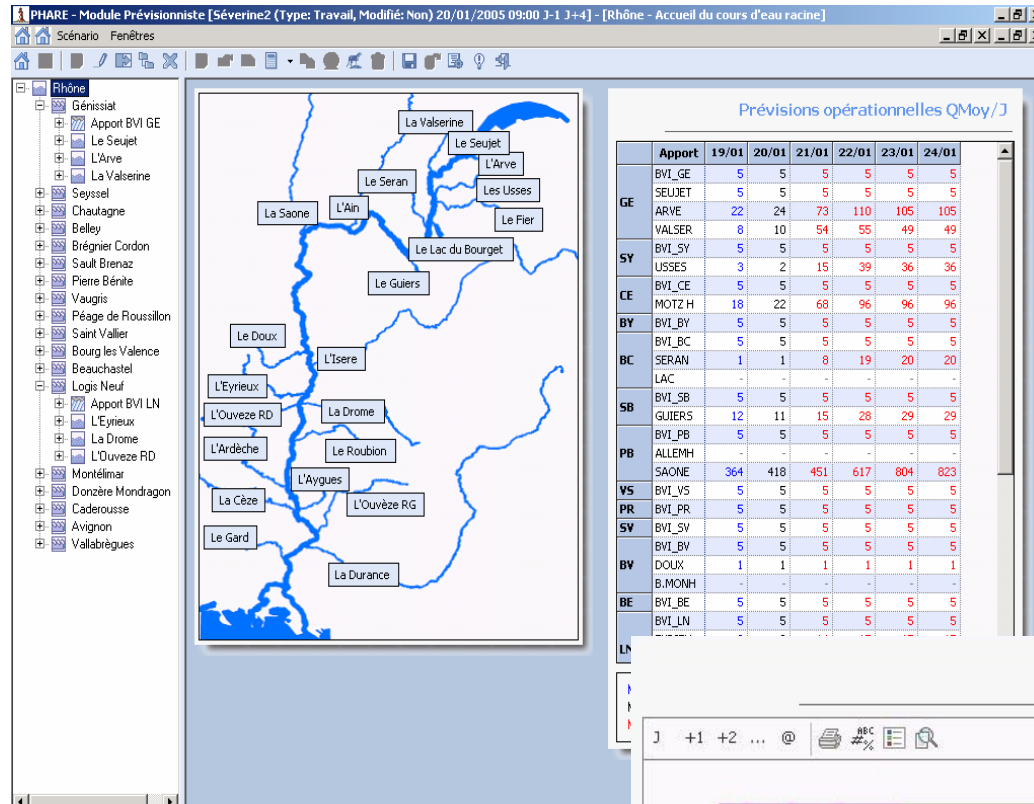 PHARE - Module Prévisionniste [Séverine2 (Type: Travail, Modifié: Non) 20/01/2005 09:00 J-1 J+4] - [Rhône - Accueil du cours d'eau racine]
Scénario Fenêtres
Rhône
Génissiat
Apport BVI GE
Le Seujet
L'Arve
La Valserine
Seyssel
Chautagne
Belley
Brégnier Cordon
Sault Brenaz
Pierre Bénite
Vaugris
Péage de Roussillon
Saint Vallier
Bourg les Valence
Beauchastel
Logis Neuf
Apport BVI LN
L'Eyrieux
La Drome
L'Ouveze RD
Montélimar
Donzère Mondragon
Caderousse
Avignon
Vallabrègues
La Valserine
Le Seujet
L'Arve
Le Seran
Les Usses
L'Ain
La Saone
Le Fier
Le Lac du Bourget
Le Guiers
Le Doux
L'Isere
L'Eyrieux
L'Ouveze RD
La Drome
L'Ardèche
Le Roubion
L'Aygues
La Cèze
L'Ouvèze RG
Le Gard
La Durance
Prévisions opérationnelles QMoy/J
Apport 19/01 20/01 21/01 22/01 23/01 24/01
GE BVI_GE 5 5 5 5 5 5
SEUJET 5 5 5 5 5 5
ARVE 22 24 73 110 105 105
VALSER 8 10 54 55 49 49
SY BVI_SY 5 5 5 5 5 5
USSES 3 2 15 39 36 36
CE BVI_CE 5 5 5 5 5 5
MOTZ H 18 22 68 96 96 96
BY BVI_BY 5 5 5 5 5 5
BC BVI_BC 5 5 5 5 5 5
SERAN 1 1 8 19 20 20
LAC - - - - - -
SB BVI_SB 5 5 5 5 5 5
GUIERS 12 11 15 28 29 29
PB BVI_PB 5 5 5 5 5 5
ALLEMH - - - - - -
SAONE 364 418 451 617 804 823
VS BVI_VS 5 5 5 5 5 5
PR BVI_PR 5 5 5 5 5 5
SV BVI_SV 5 5 5 5 5 5
BV BVI_BV 5 5 5 5 5 5
DOUX 1 1 1 1 1 1
B.MONH - - - - - -
BE BVI_BE 5 5 5 5 5 5
LN BVI_LN 5 5 5 5 5 5
J +1 +2 ... @ ABC #%